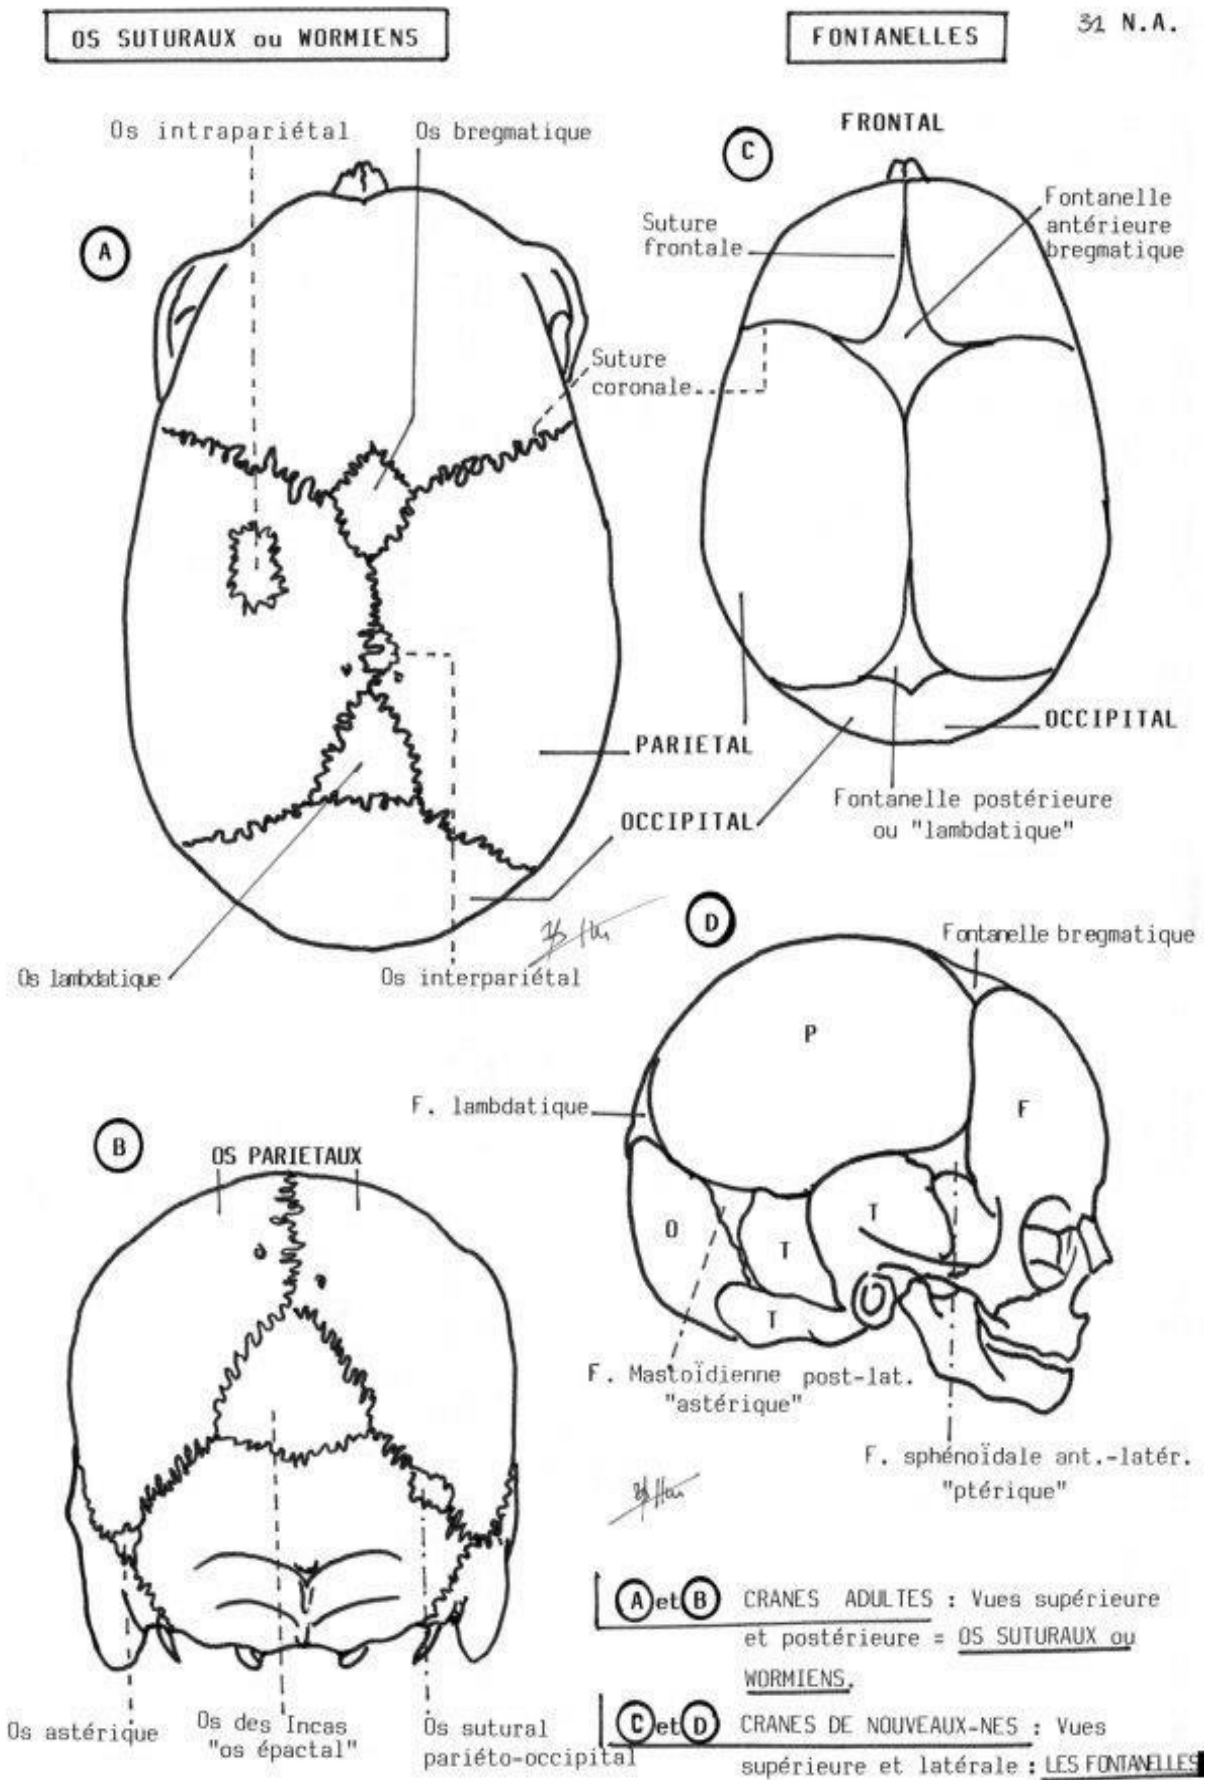 OS SUTURAUX ou WORMIENS
FONTANELLES
31 N.A.
Os intrapariétal
Os bregmatique
A
Suture
coronale
PARIETAL
OCCIPITAL
Os lambdatique
Os interpariétal
C
FRONTAL
Suture
frontale
Fontanelle
antérieure
bregmatique
OCCIPITAL
Fontanelle postérieure
ou "lambdatique"
B
OS PARIETAUX
Os astérique
Os des Incas
"os épactal"
Os sutural
pariéto-occipital
D
Fontanelle bregmatique
P
F
F. lambdatique
O
T
T
T
F. Mastoïdienne post-lat.
"astérique"
F. sphénoïdale ant.-latér.
"ptérique"
A et B CRANES ADULTES : Vues supérieure
et postérieure = OS SUTURAUX ou
WORMIENS.
C et D CRANES DE NOUVEAUX-NES : Vues
supérieure et latérale : LES FONTANELLES